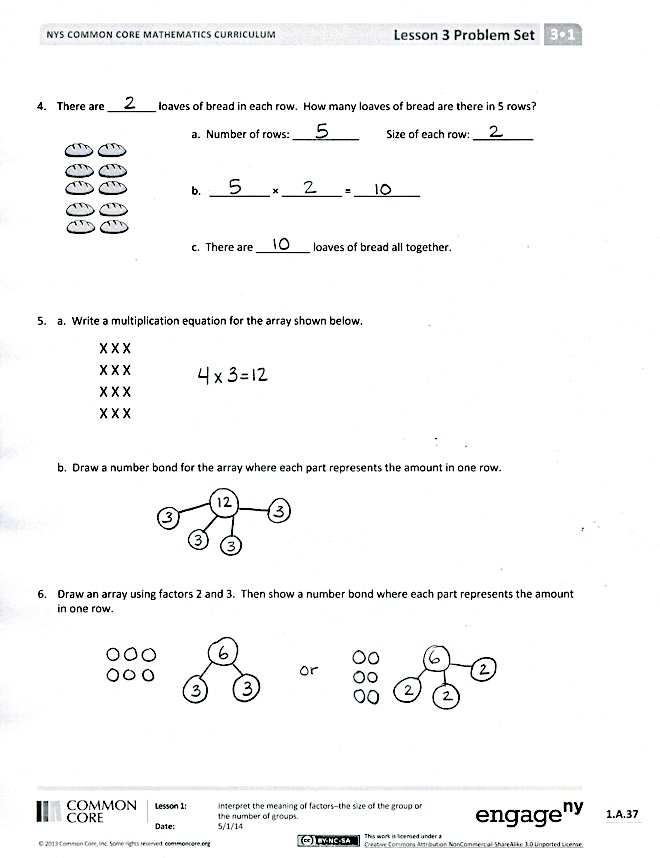 NYS COMMON CORE MATHEMATICS CURRICULUM Lesson 3 Problem Set 3•1
4. There are 2 loaves of bread in each row. How many loaves of bread are there in 5 rows?
a. Number of rows: 5 Size of each row: 2
b. 5 × 2 = 10
c. There are 10 loaves of bread all together.
5. a. Write a multiplication equation for the array shown below.
X X X
X X X
X X X
X X X
4 x 3 = 12
b. Draw a number bond for the array where each part represents the amount in one row.
12
3 3
3 3
6. Draw an array using factors 2 and 3. Then show a number bond where each part represents the amount
in one row.
6
3 3
or
6
2 2 2
COMMON
CORE
Lesson 1: Interpret the meaning of factors–the size of the group or
the number of groups.
Date: 5/1/14
engage ny
1.A.37
© 2013 Common Core, Inc. Some rights reserved. commoncore.org
cc BY-NC-SA
This work is licensed under a
Creative Commons Attribution-NonCommercial-ShareAlike 3.0 Unported License.